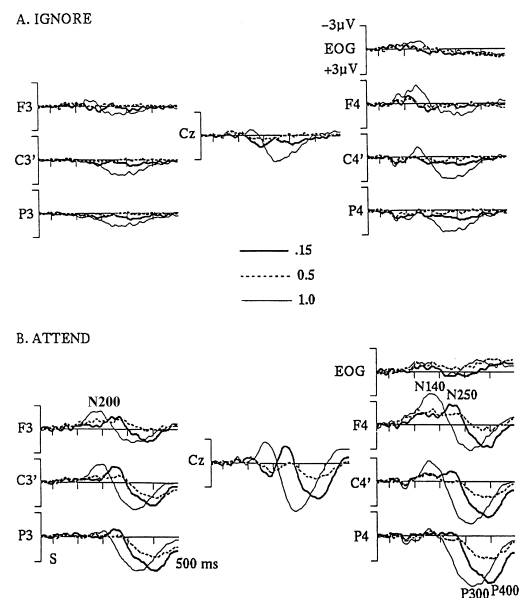 A. IGNORE
−3μV
EOG
+3μV
F3
F4
Cz
C3'
C4'
P3
P4
.15
0.5
1.0
B. ATTEND
EOG
N200
N140
N250
F3
F4
Cz
C3'
C4'
P3
P4
S
500 ms
P300
P400